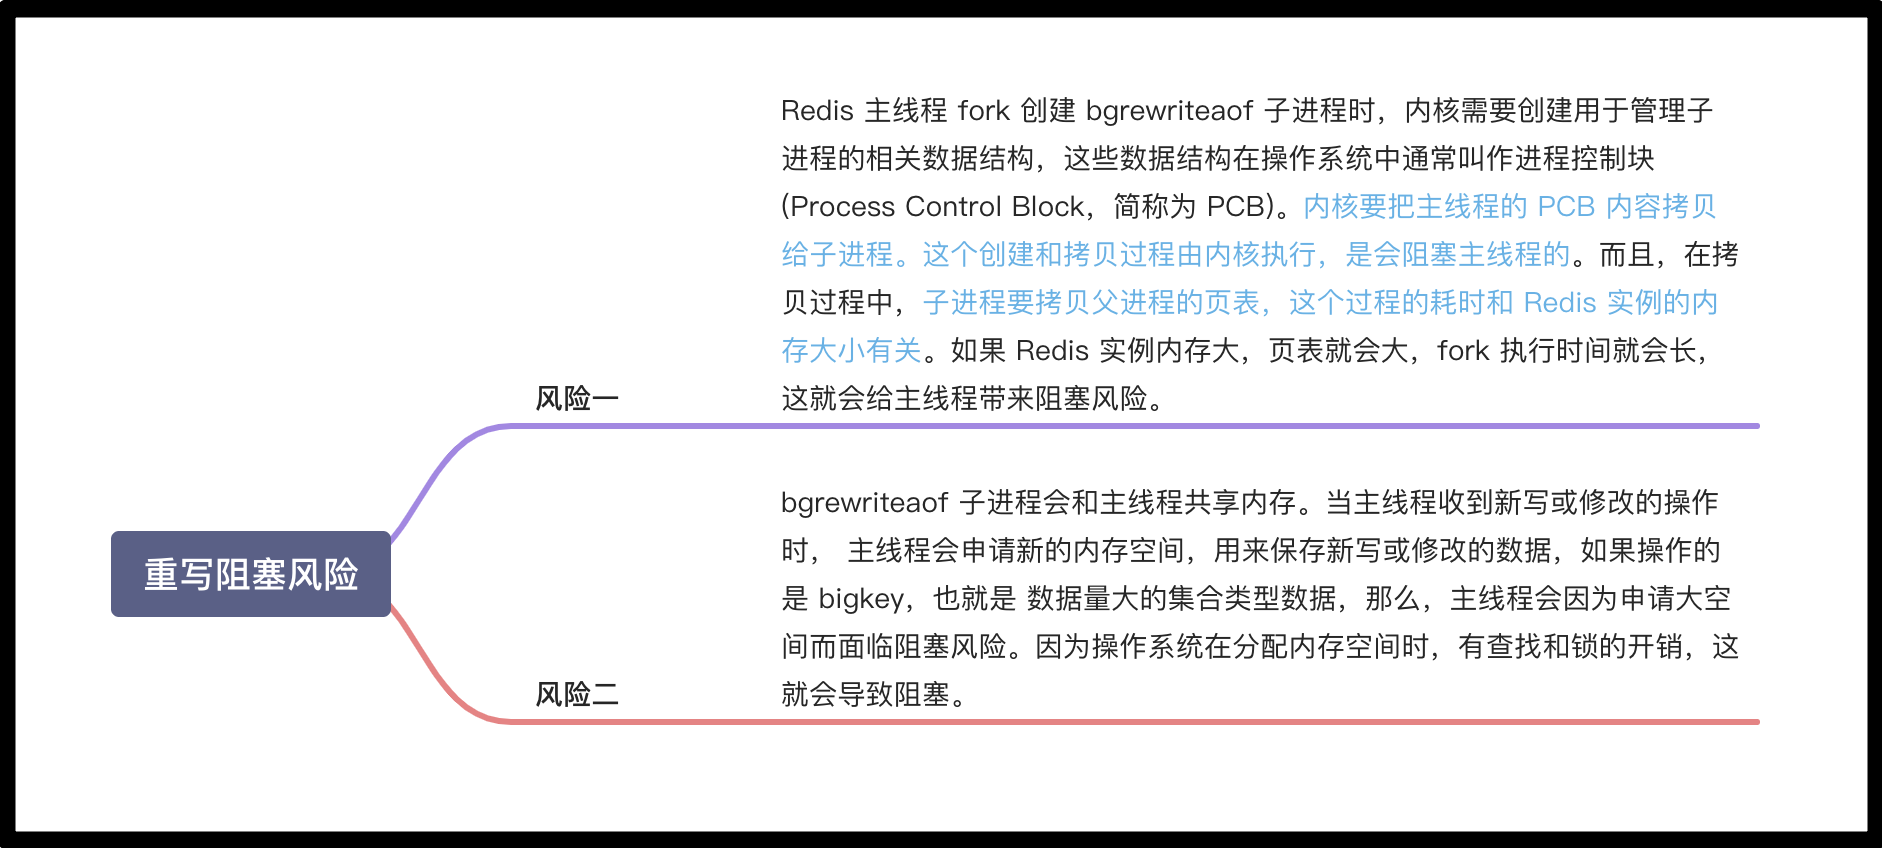 Redis 主线程 fork 创建 bgrewriteaof 子进程时，内核需要创建用于管理子
进程的相关数据结构，这些数据结构在操作系统中通常叫作进程控制块
(Process Control Block，简称为 PCB)。内核要把主线程的 PCB 内容拷贝
给子进程。这个创建和拷贝过程由内核执行，是会阻塞主线程的。而且，在拷
贝过程中，子进程要拷贝父进程的页表，这个过程的耗时和 Redis 实例的内
存大小有关。如果 Redis 实例内存大，页表就会大，fork 执行时间就会长，
风险一
这就会给主线程带来阻塞风险。
重写阻塞风险
bgrewriteaof 子进程会和主线程共享内存。当主线程收到新写或修改的操作
时， 主线程会申请新的内存空间，用来保存新写或修改的数据，如果操作的
是 bigkey，也就是 数据量大的集合类型数据，那么，主线程会因为申请大空
间而面临阻塞风险。因为操作系统在分配内存空间时，有查找和锁的开销，这
风险二
就会导致阻塞。